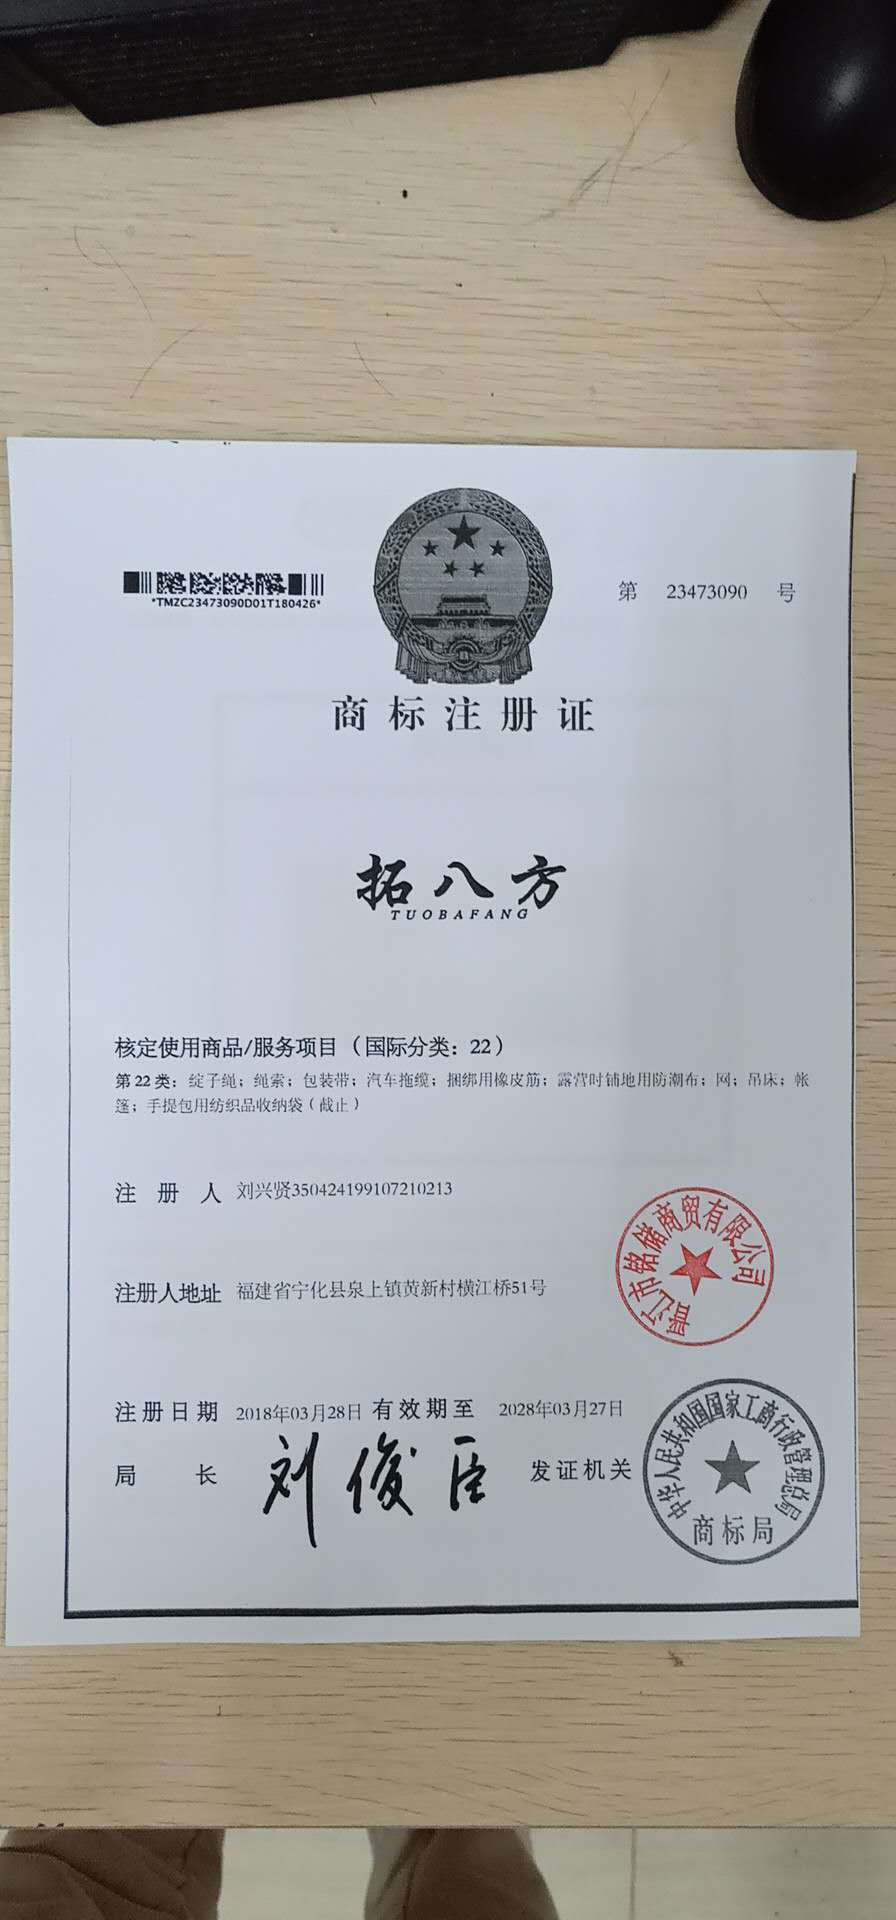 *TMZC23473090D01T180426*
第 23473090 号
商标注册证
拓八方
TUOBAFANG
核定使用商品/服务项目（国际分类：22）
第22类：绽子绳；绳索；包装带；汽车拖缆；捆绑用橡皮筋；露营时铺地用防潮布；网；吊床；帐
篷；手提包用纺织品收纳袋（截止）
注册人 刘兴贤350424199107210213
注册人地址 福建省宁化县泉上镇黄新村横江桥51号
晋江市铭储商贸有限公司
注册日期 2018年03月28日 有效期至 2028年03月27日
局长 刘俊臣 发证机关
中华人民共和国国家工商行政管理总局
商标局